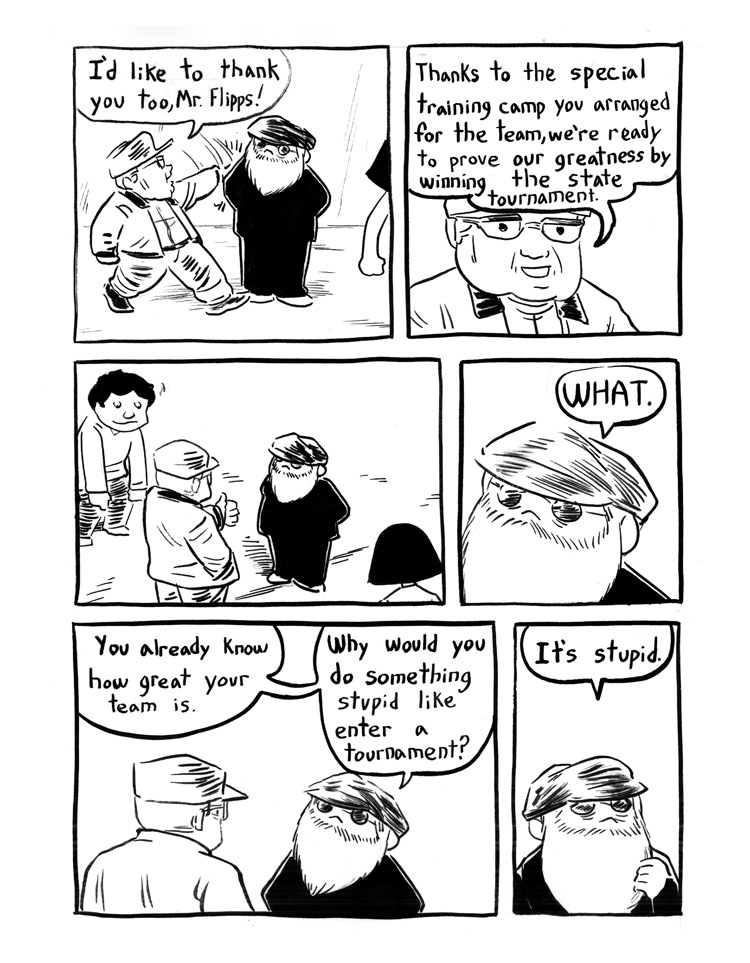 I'd like to thank
you too, Mr. Flipps!
Thanks to the special
training camp you arranged
for the team, we're ready
to prove our greatness by
winning the state
tournament.
WHAT.
You already know
how great your
team is.
Why would you
do something
stupid like
enter a
tournament?
It's stupid.